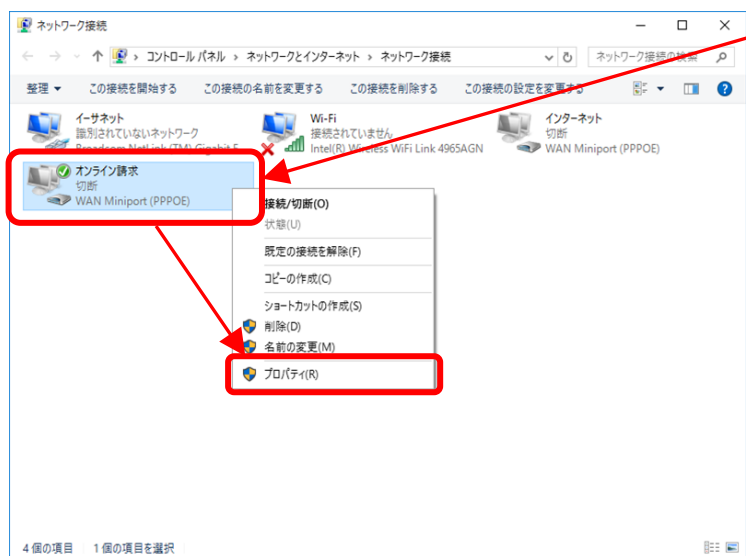 ネットワーク接続
コントロール パネル › ネットワークとインターネット › ネットワーク接続
ネットワーク接続の検索
整理 この接続を開始する この接続の名前を変更する この接続を削除する この接続の設定を変更する
イーサネット
識別されていないネットワーク
Broadcom NetLink (TM) Gigabit E
Wi-Fi
接続されていません
Intel(R) Wireless WiFi Link 4965AGN
インターネット
切断
WAN Miniport (PPPOE)
オンライン請求
切断
WAN Miniport (PPPOE)
接続/切断(O)
状態(U)
既定の接続を解除(F)
コピーの作成(C)
ショートカットの作成(S)
削除(D)
名前の変更(M)
プロパティ(R)
4 個の項目 1 個の項目を選択